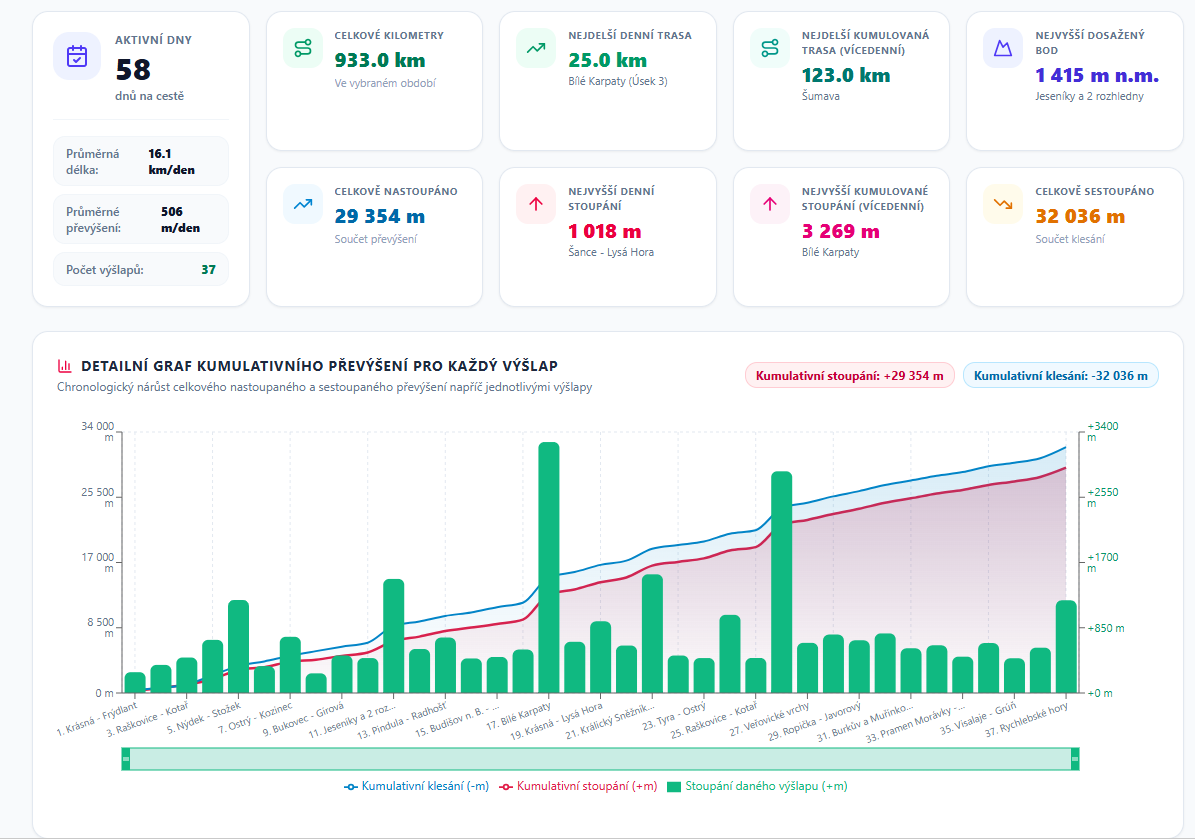 AKTIVNÍ DNY
58
dnů na cestě
Průměrná
délka:
16.1
km/den
Průměrné
převýšení:
506
m/den
Počet výšlapů:
37
CELKOVÉ KILOMETRY
933.0 km
Ve vybraném období
NEJDELŠÍ DENNÍ TRASA
25.0 km
Bílé Karpaty (Úsek 3)
NEJDELŠÍ KUMULOVANÁ
TRASA (VÍCEDENNÍ)
123.0 km
Šumava
NEJVYŠŠÍ DOSAŽENÝ
BOD
1 415 m n.m.
Jeseníky a 2 rozhledny
CELKOVĚ NASTOUPÁNO
29 354 m
Součet převýšení
NEJVYŠŠÍ DENNÍ
STOUPÁNÍ
1 018 m
Šance - Lysá Hora
NEJVYŠŠÍ KUMULOVANÉ
STOUPÁNÍ (VÍCEDENNÍ)
3 269 m
Bílé Karpaty
CELKOVĚ SESTOUPÁNO
32 036 m
Součet klesání
DETAILNÍ GRAF KUMULATIVNÍHO PŘEVÝŠENÍ PRO KAŽDÝ VÝŠLAP
Chronologický nárůst celkového nastoupaného a sestoupaného převýšení napříč jednotlivými výšlapy
Kumulativní stoupání: +29 354 m
Kumulativní klesání: -32 036 m
34 000
m
25 500
m
17 000
m
8 500
m
0 m
+3400
m
+2550
m
+1700
m
+850 m
+0 m
1. Krásná - Frýdlant
3. Raškovice - Kotař
5. Nýdek - Stožek
7. Ostrý - Kozinec
9. Bukovec - Girová
11. Jeseníky a 2 roz...
13. Pindula - Radhošť
15. Budišov n. B. - ...
17. Bílé Karpaty
19. Krásná - Lysá Hora
21. Králický Sněžník...
23. Tyra - Ostrý
25. Raškovice - Kotař
27. Veřovické vrchy
29. Ropička - Javorový
31. Burkův a Muřinko...
33. Pramen Morávky -...
35. Visalaje - Grúň
37. Rychlebské hory
Kumulativní klesání (-m)
Kumulativní stoupání (+m)
Stoupání daného výšlapu (+m)